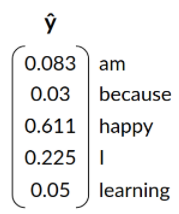 ŷ
0.083 am
0.03 because
0.611 happy
0.225 I
0.05 learning